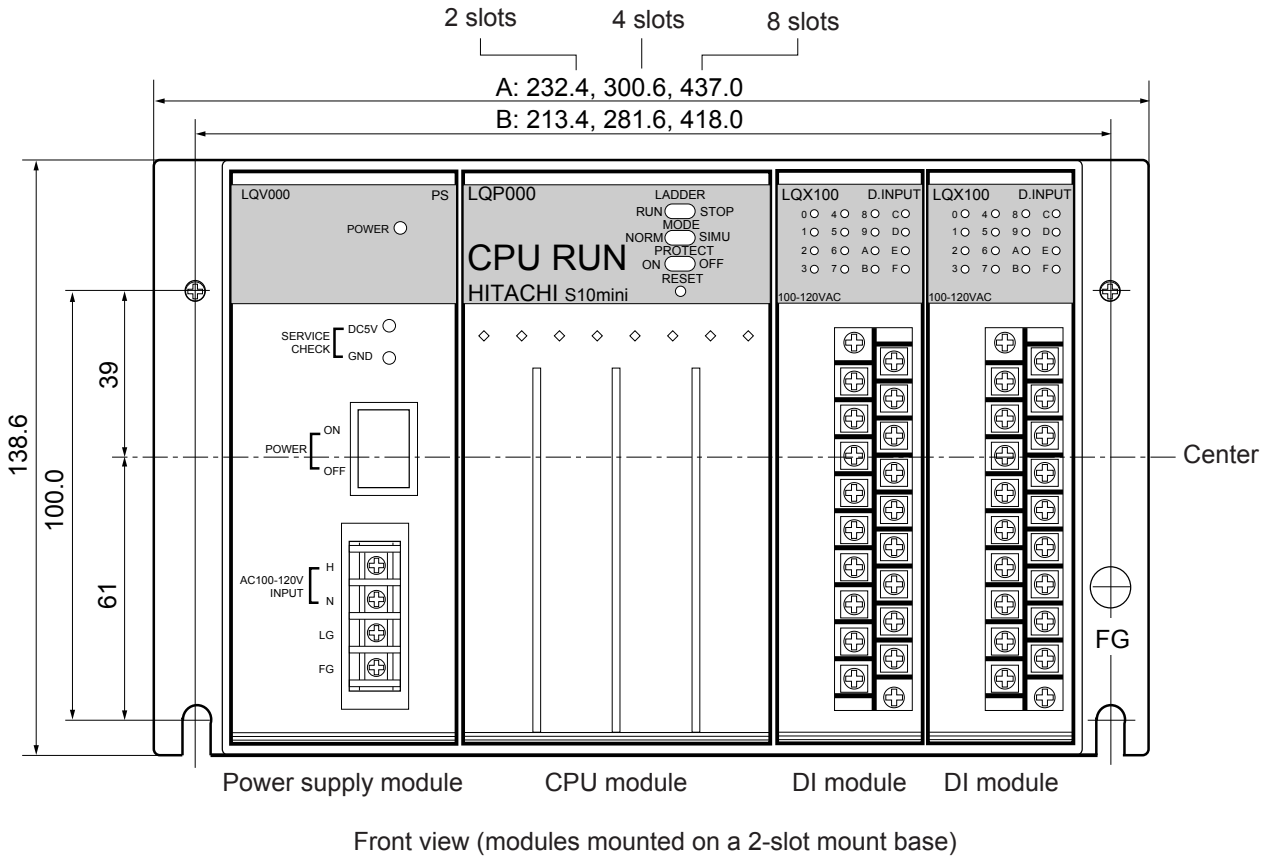 2 slots 4 slots 8 slots
A: 232.4, 300.6, 437.0
B: 213.4, 281.6, 418.0
LQV000 PS
POWER
SERVICE
CHECK
DC5V
GND
POWER
ON
OFF
AC100-120V
INPUT
H
N
LG
FG
LQP000
LADDER
RUN STOP
MODE
NORM SIMU
PROTECT
ON OFF
RESET
CPU RUN
HITACHI S10mini
LQX100 D.INPUT
0 4 8 C
1 5 9 D
2 6 A E
3 7 B F
100-120VAC
LQX100 D.INPUT
0 4 8 C
1 5 9 D
2 6 A E
3 7 B F
100-120VAC
138.6
100.0
39
61
Center
FG
Power supply module CPU module DI module DI module
Front view (modules mounted on a 2-slot mount base)